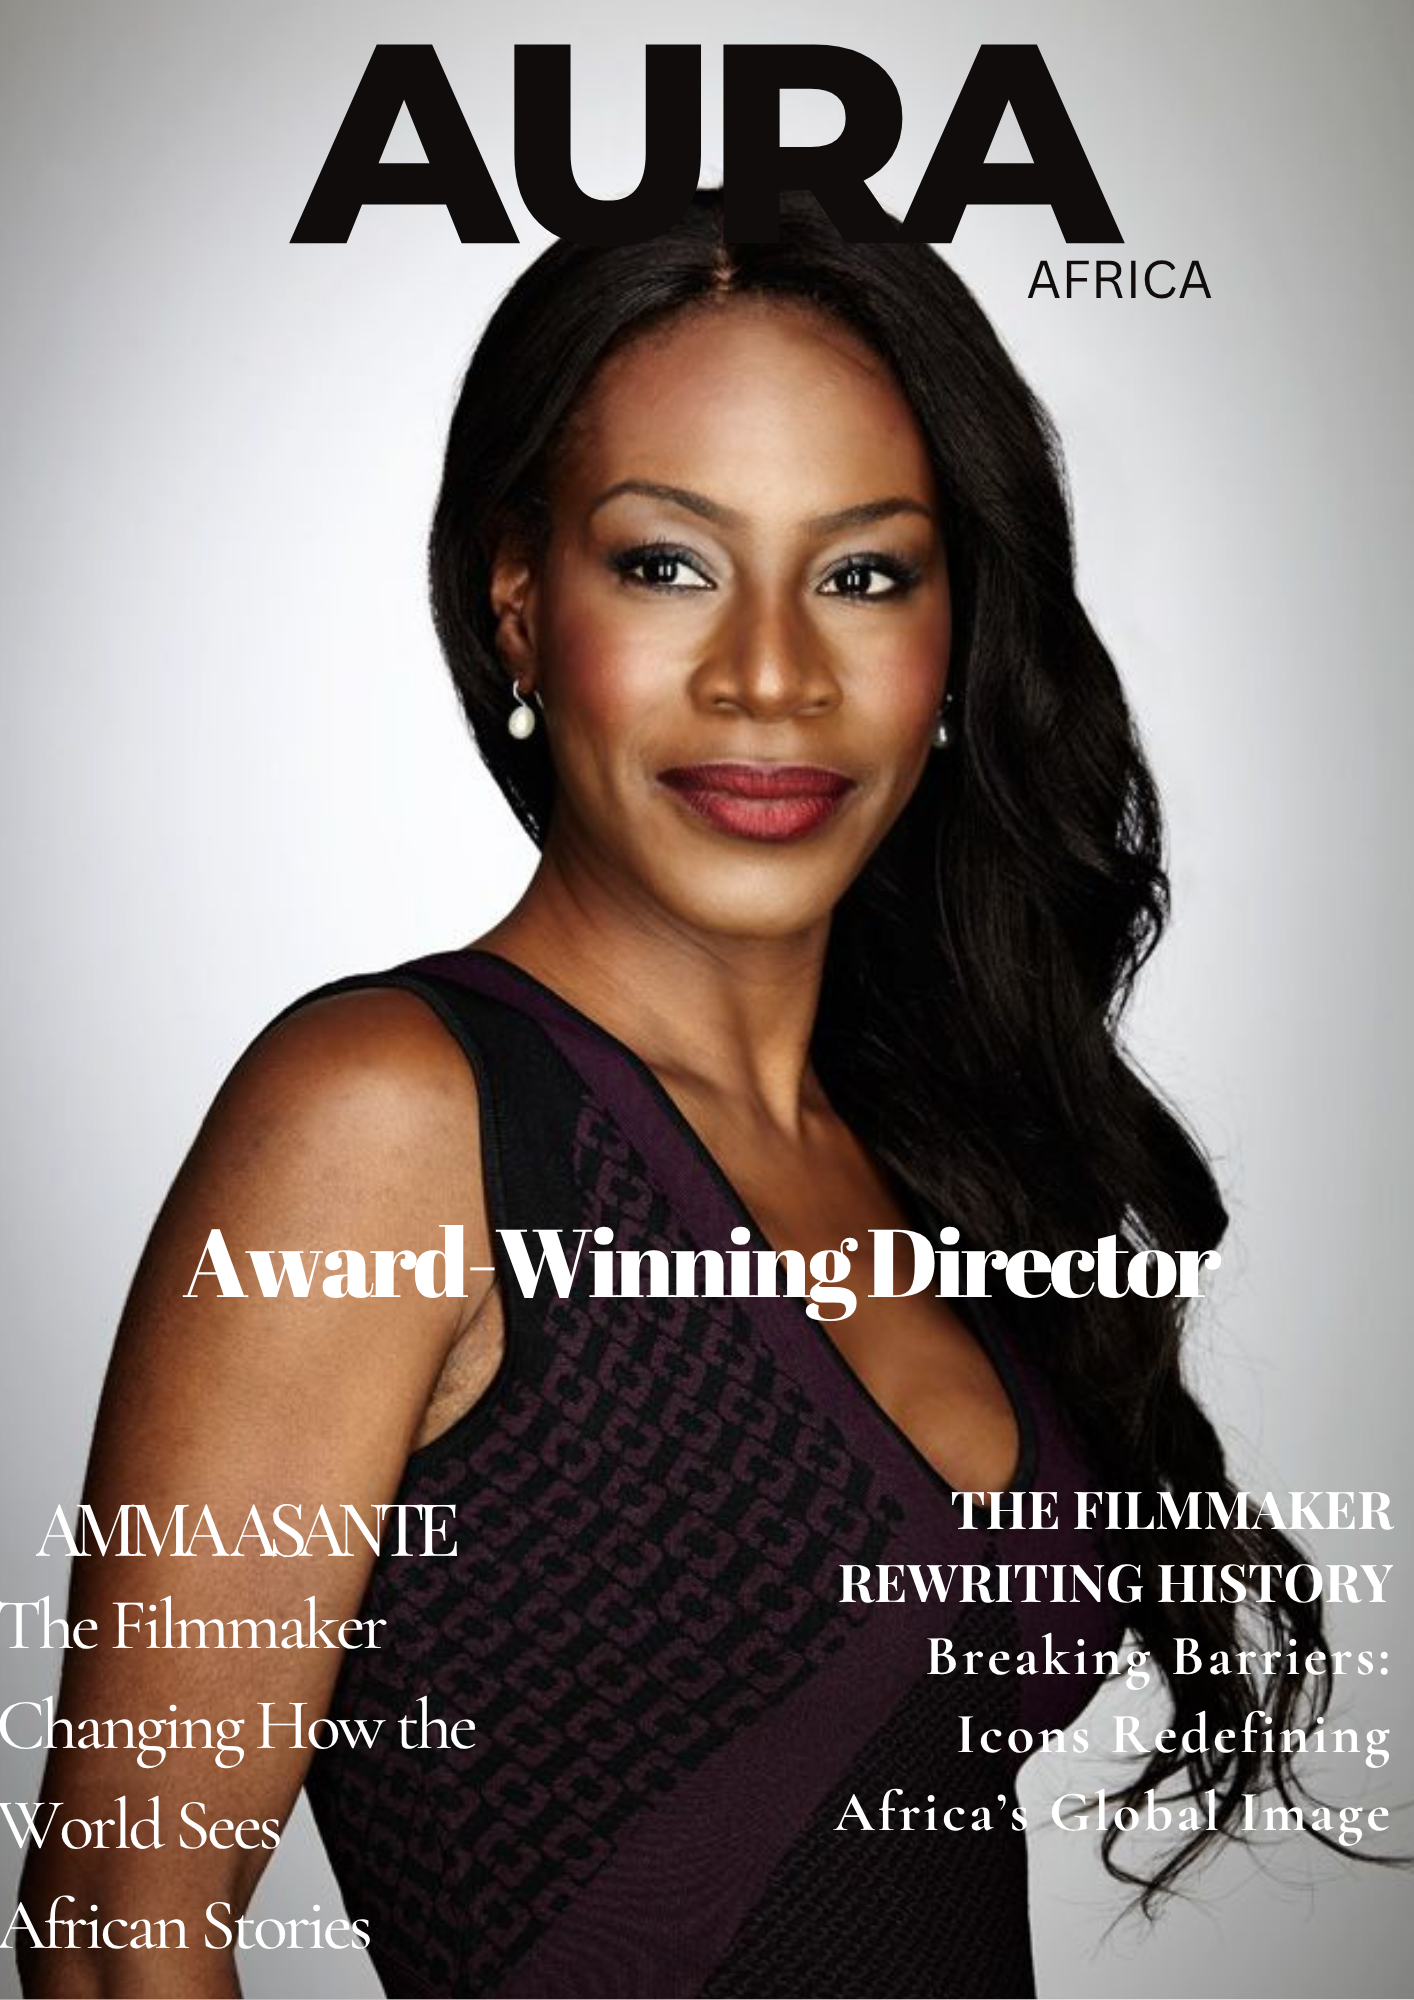 AURA
AFRICA
Award-Winning Director
AMMA ASANTE
The Filmmaker
Changing How the
World Sees
African Stories
THE FILMMAKER
REWRITING HISTORY
Breaking Barriers:
Icons Redefining
Africa’s Global Image